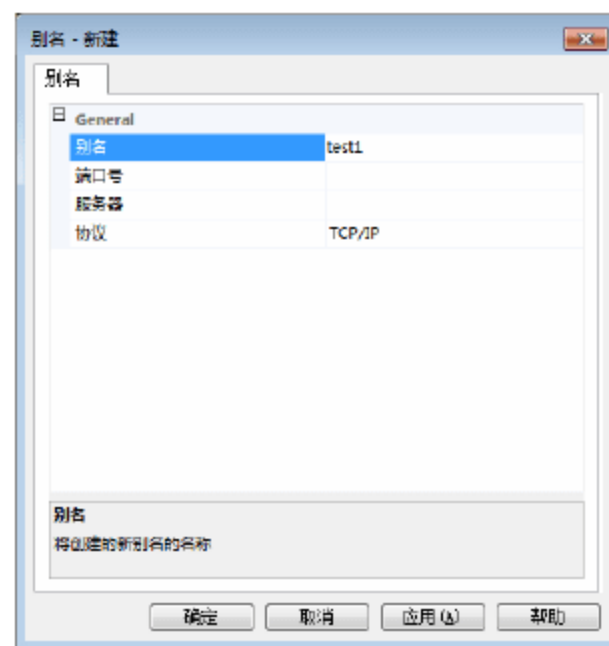 别名 - 新建
别名
General
别名 test1
端口号
服务器
协议 TCP/IP
别名
将创建的新别名的名称
确定 取消 应用(A) 帮助